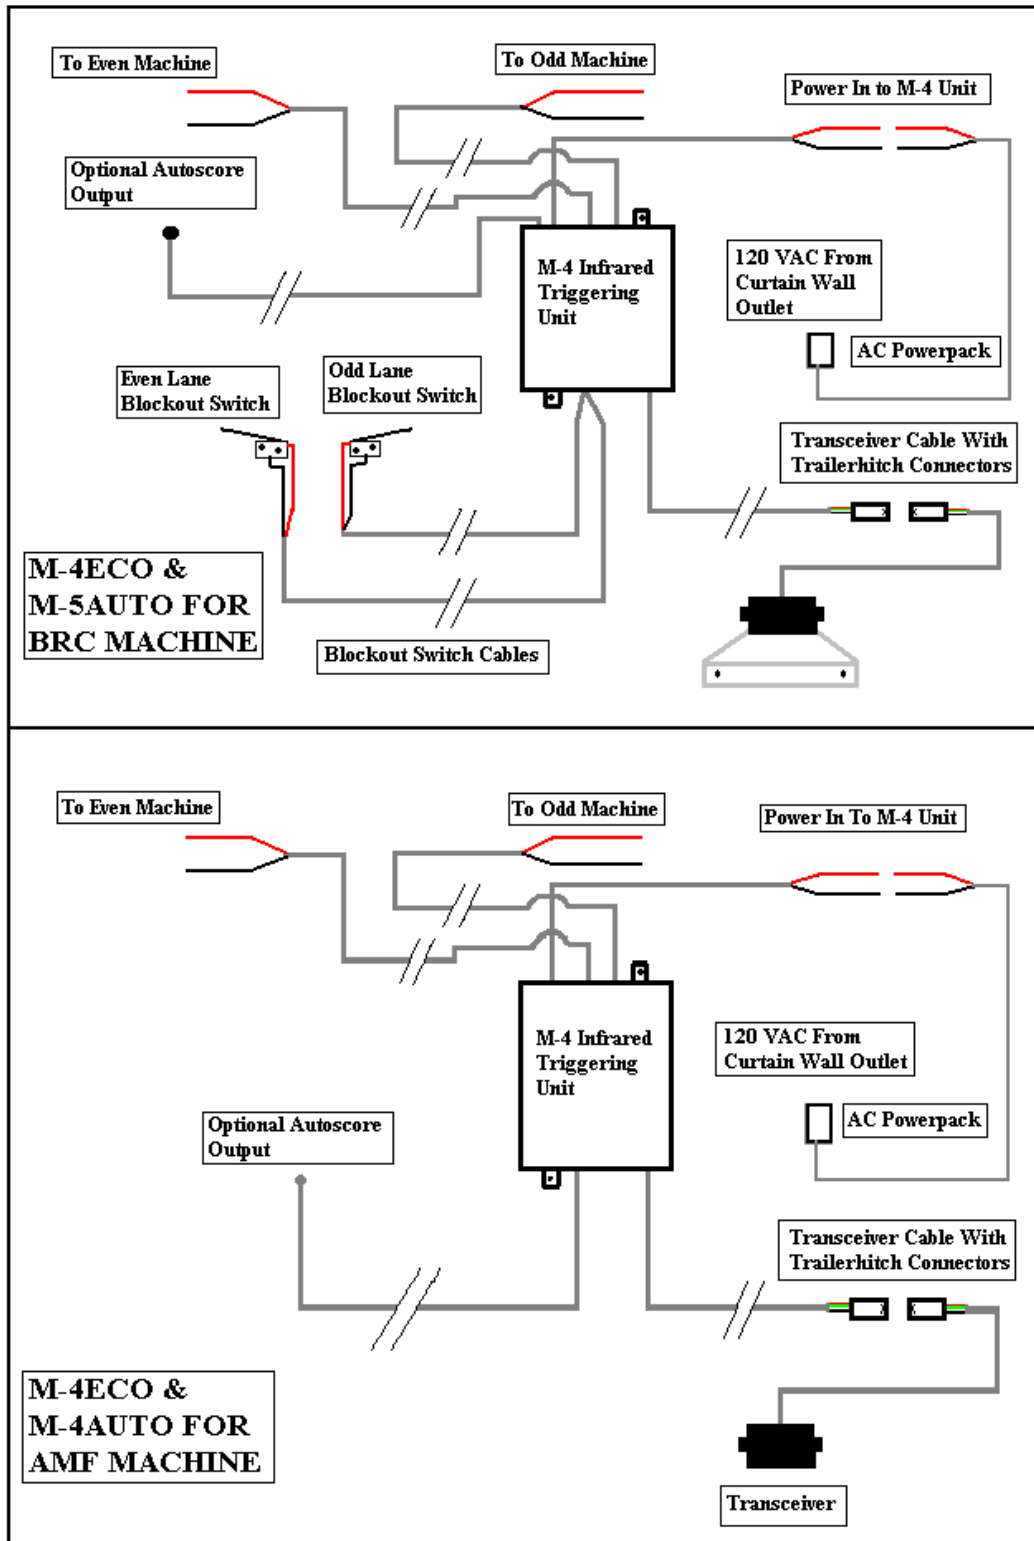 To Even Machine
To Odd Machine
Power In to M-4 Unit
Optional Autoscore
Output
M-4 Infrared
Triggering
Unit
120 VAC From
Curtain Wall
Outlet
AC Powerpack
Even Lane
Blockout Switch
Odd Lane
Blockout Switch
Transceiver Cable With
Trailerhitch Connectors
M-4ECO &
M-5AUTO FOR
BRC MACHINE
Blockout Switch Cables
To Even Machine
To Odd Machine
Power In To M-4 Unit
M-4 Infrared
Triggering
Unit
120 VAC From
Curtain Wall Outlet
AC Powerpack
Optional Autoscore
Output
Transceiver Cable With
Trailerhitch Connectors
M-4ECO &
M-4AUTO FOR
AMF MACHINE
Transceiver